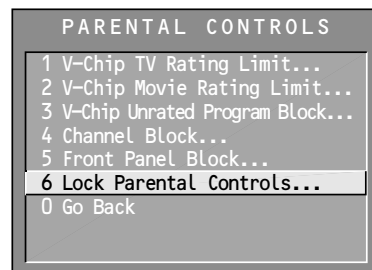 PARENTAL CONTROLS
1 V-Chip TV Rating Limit...
2 V-Chip Movie Rating Limit...
3 V-Chip Unrated Program Block...
4 Channel Block...
5 Front Panel Block...
6 Lock Parental Controls...
0 Go Back